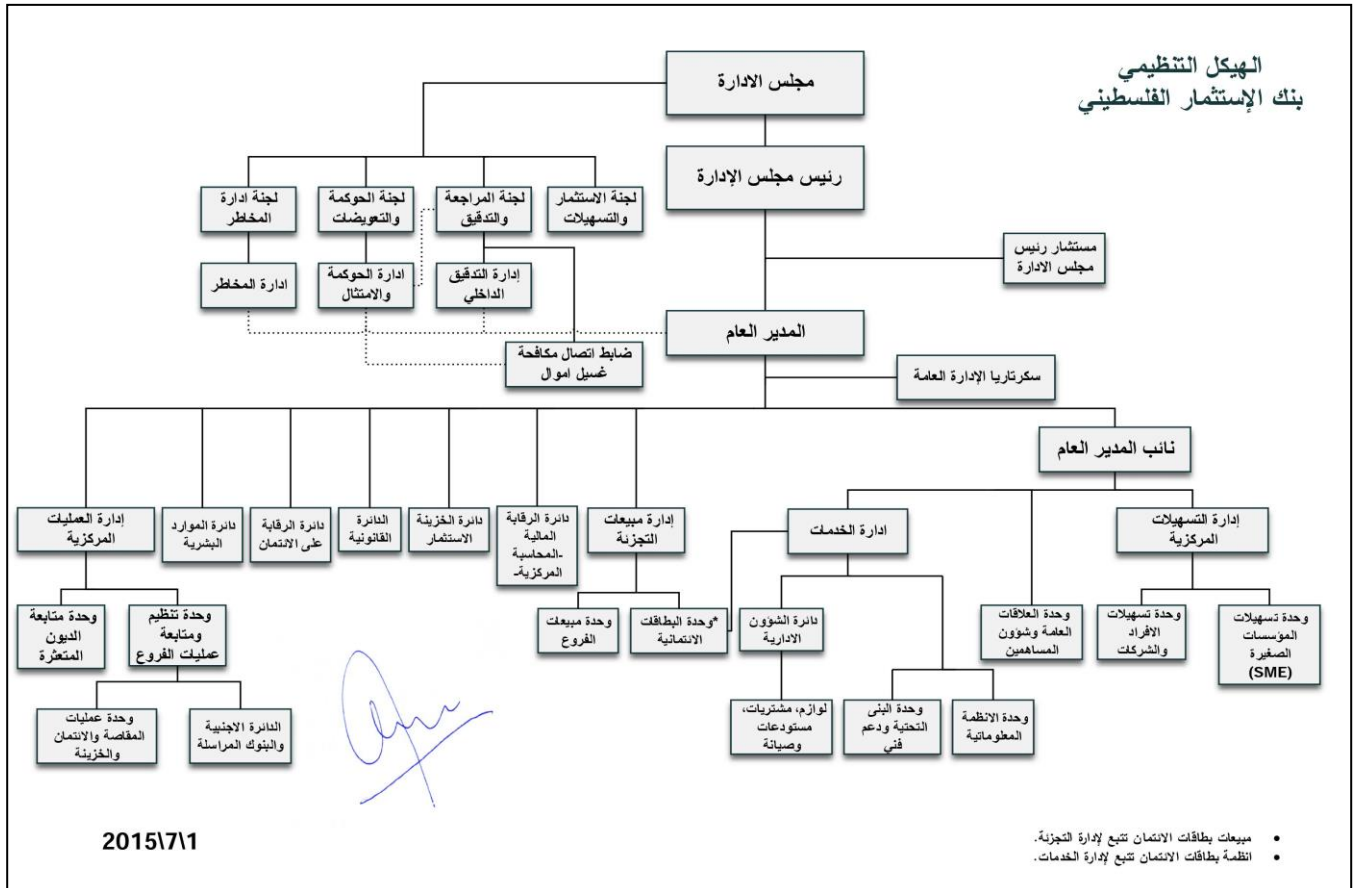 الهيكل التنظيمي
بنك الإستثمار الفلسطيني
مجلس الادارة
رئيس مجلس الإدارة
لجنة الاستثمار
والتسهيلات
لجنة المراجعة
والتدقيق
لجنة الحوكمة
والتعويضات
لجنة ادارة
المخاطر
مستشار رئيس
مجلس الادارة
إدارة التدقيق
الداخلي
ادارة الحوكمة
والامتثال
ادارة المخاطر
المدير العام
ضابط اتصال مكافحة
غسيل اموال
سكرتاريا الإدارة العامة
نائب المدير العام
إدارة التسهيلات
المركزية
ادارة الخدمات
إدارة مبيعات
التجزئة
دائرة الرقابة
المالية
-المحاسبة
المركزية-
دائرة الخزينة
الاستثمار
الدائرة
القانونية
دائرة الرقابة
على الائتمان
دائرة الموارد
البشرية
إدارة العمليات
المركزية
وحدة تسهيلات
المؤسسات
الصغيرة
(SME)
وحدة تسهيلات
الافراد
والشركات
وحدة العلاقات
العامة وشؤون
المساهمين
دائرة الشؤون
الادارية
*وحدة البطاقات
الائتمانية
وحدة مبيعات
الفروع
وحدة تنظيم
ومتابعة
عمليات الفروع
وحدة متابعة
الديون
المتعثرة
وحدة الانظمة
المعلوماتية
وحدة البنى
التحتية ودعم
فني
لوازم، مشتريات،
مستودعات
وصيانة
الدائرة الاجنبية
والبنوك المراسلة
وحدة عمليات
المقاصة والائتمان
والخزينة
• مبيعات بطاقات الائتمان تتبع لإدارة التجزئة.
• انظمة بطاقات الائتمان تتبع لإدارة الخدمات.
2015\7\1